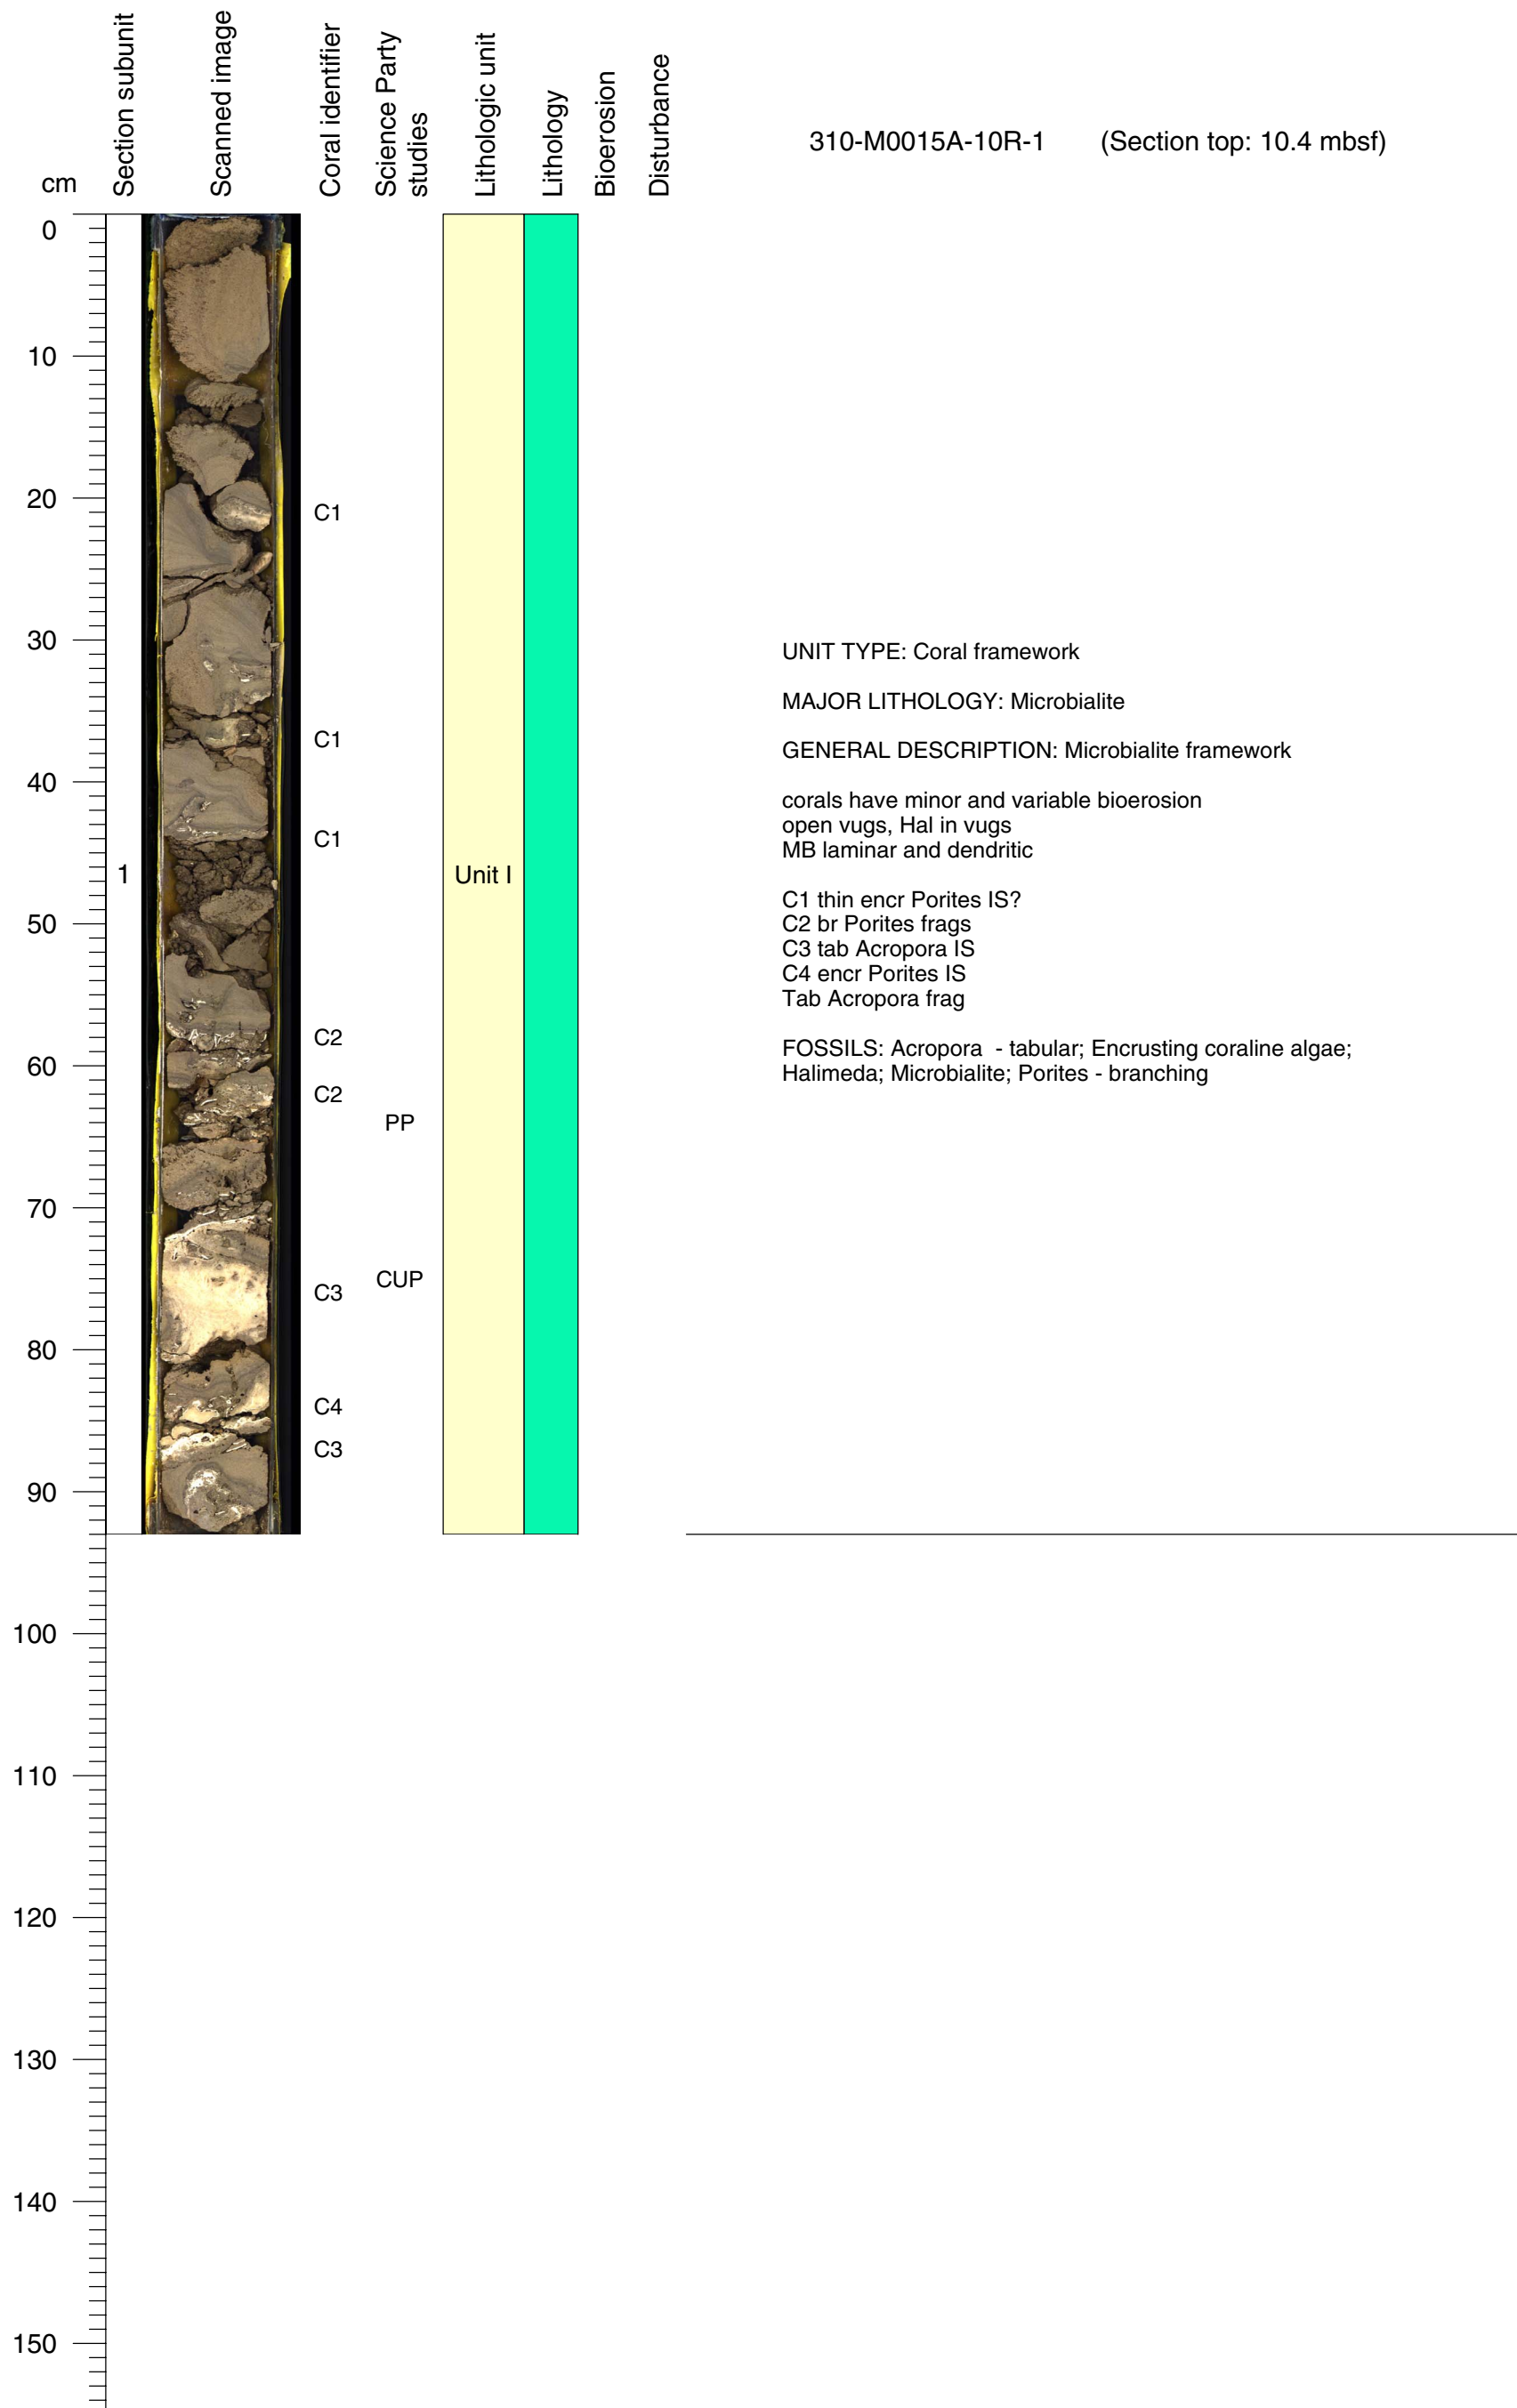 Section subunit
Scanned image
Coral identifier
Science Party
studies
Lithologic unit
Lithology
Bioerosion
Disturbance
310-M0015A-10R-1 (Section top: 10.4 mbsf)
cm
0
10
20
C1
30
UNIT TYPE: Coral framework
MAJOR LITHOLOGY: Microbialite
C1
GENERAL DESCRIPTION: Microbialite framework
40
corals have minor and variable bioerosion
open vugs, Hal in vugs
C1
MB laminar and dendritic
1
Unit I
C1 thin encr Porites IS?
50
C2 br Porites frags
C3 tab Acropora IS
C4 encr Porites IS
Tab Acropora frag
C2
FOSSILS: Acropora - tabular; Encrusting coraline algae;
60
Halimeda; Microbialite; Porites - branching
C2
PP
70
CUP
C3
80
C4
C3
90
100
110
120
130
140
150